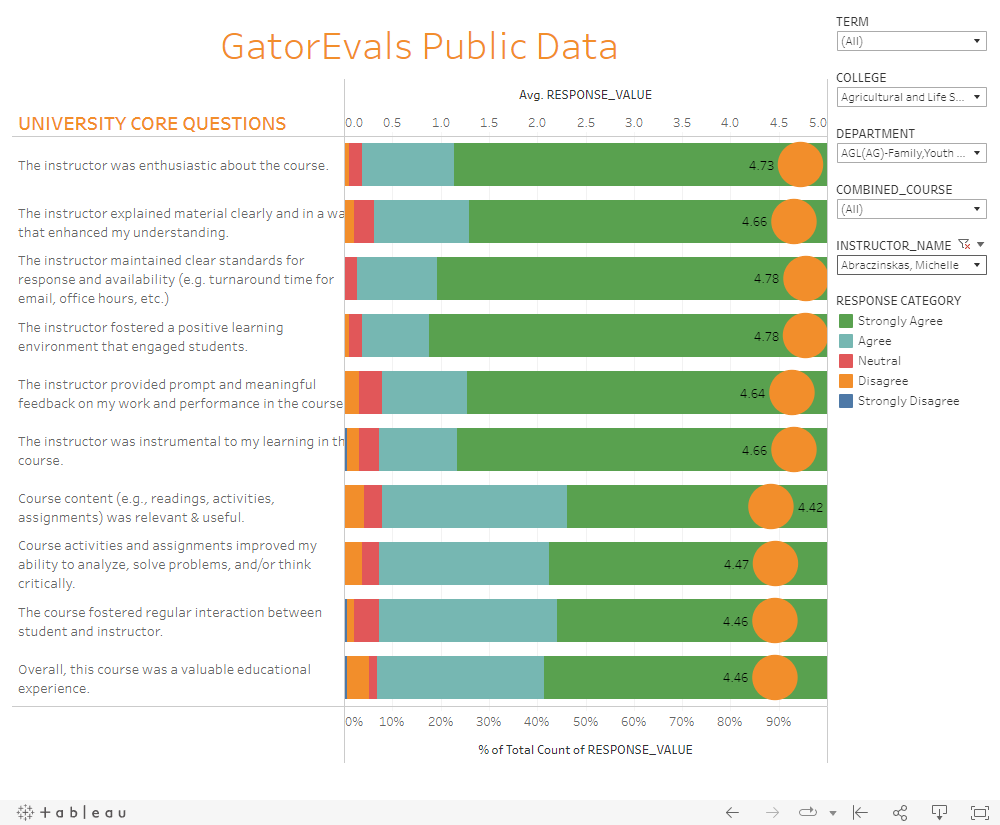 GatorEvals Public Data
Avg. RESPONSE_VALUE
UNIVERSITY CORE QUESTIONS
0.0 0.5 1.0 1.5 2.0 2.5 3.0 3.5 4.0 4.5 5.0
The instructor was enthusiastic about the course.
4.73
The instructor explained material clearly and in a wa
that enhanced my understanding.
4.66
The instructor maintained clear standards for
response and availability (e.g. turnaround time for
email, office hours, etc.)
4.78
The instructor fostered a positive learning
environment that engaged students.
4.78
The instructor provided prompt and meaningful
feedback on my work and performance in the course
4.64
The instructor was instrumental to my learning in th
course.
4.66
Course content (e.g., readings, activities,
assignments) was relevant & useful.
4.42
Course activities and assignments improved my
ability to analyze, solve problems, and/or think
critically.
4.47
The course fostered regular interaction between
student and instructor.
4.46
Overall, this course was a valuable educational
experience.
4.46
0% 10% 20% 30% 40% 50% 60% 70% 80% 90%
% of Total Count of RESPONSE_VALUE
TERM
(All)
COLLEGE
Agricultural and Life S...
DEPARTMENT
AGL(AG)-Family,Youth ...
COMBINED_COURSE
(All)
INSTRUCTOR_NAME
Abraczinskas, Michelle
RESPONSE CATEGORY
Strongly Agree
Agree
Neutral
Disagree
Strongly Disagree
+ a b l e a u